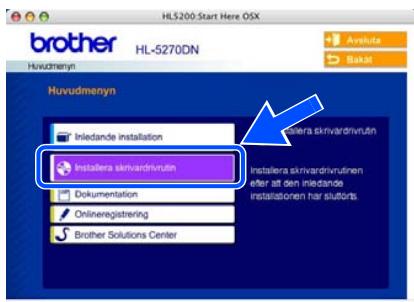 HL5200:Start Here OSX
brother HL-5270DN
Avsluta
Bakåt
Huvudmenyn
Huvudmenyn
Inledande installation
Installera skrivardrivrutin
Dokumentation
Onlineregistrering
Brother Solutions Center
skrivardrivrutin
Installera skrivardrivrutinen
efter att den inledande
installationen har slutförts.